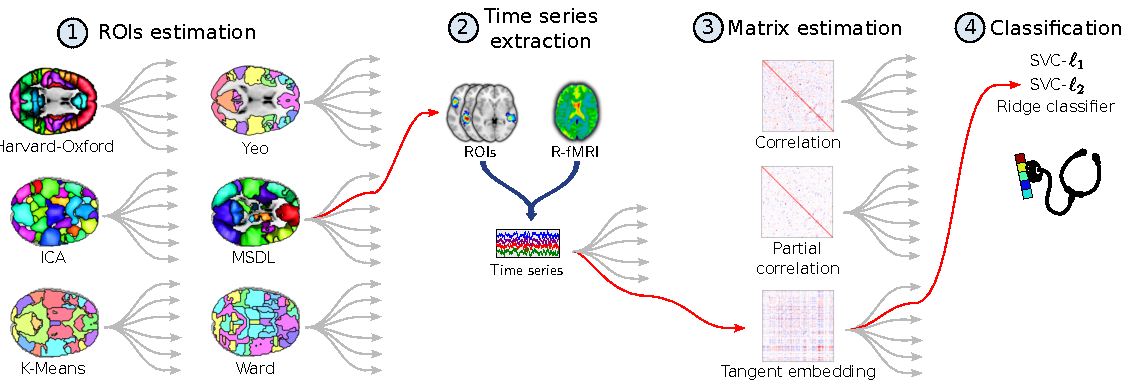 1 ROIs estimation
Harvard-Oxford
Yeo
ICA
MSDL
K-Means
Ward
2 Time series
extraction
ROIs
R-fMRI
Time series
3 Matrix estimation
Correlation
Partial
correlation
Tangent embedding
4 Classification
SVC-ℓ1
SVC-ℓ2
Ridge classifier